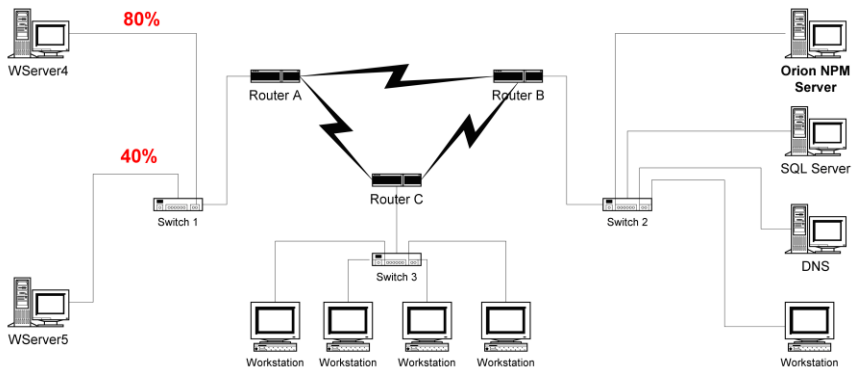 80%
WServer4
Router A
Router B
Orion NPM
Server
40%
SQL Server
Router C
Switch 1
Switch 2
DNS
Switch 3
WServer5
Workstation
Workstation
Workstation
Workstation
Workstation